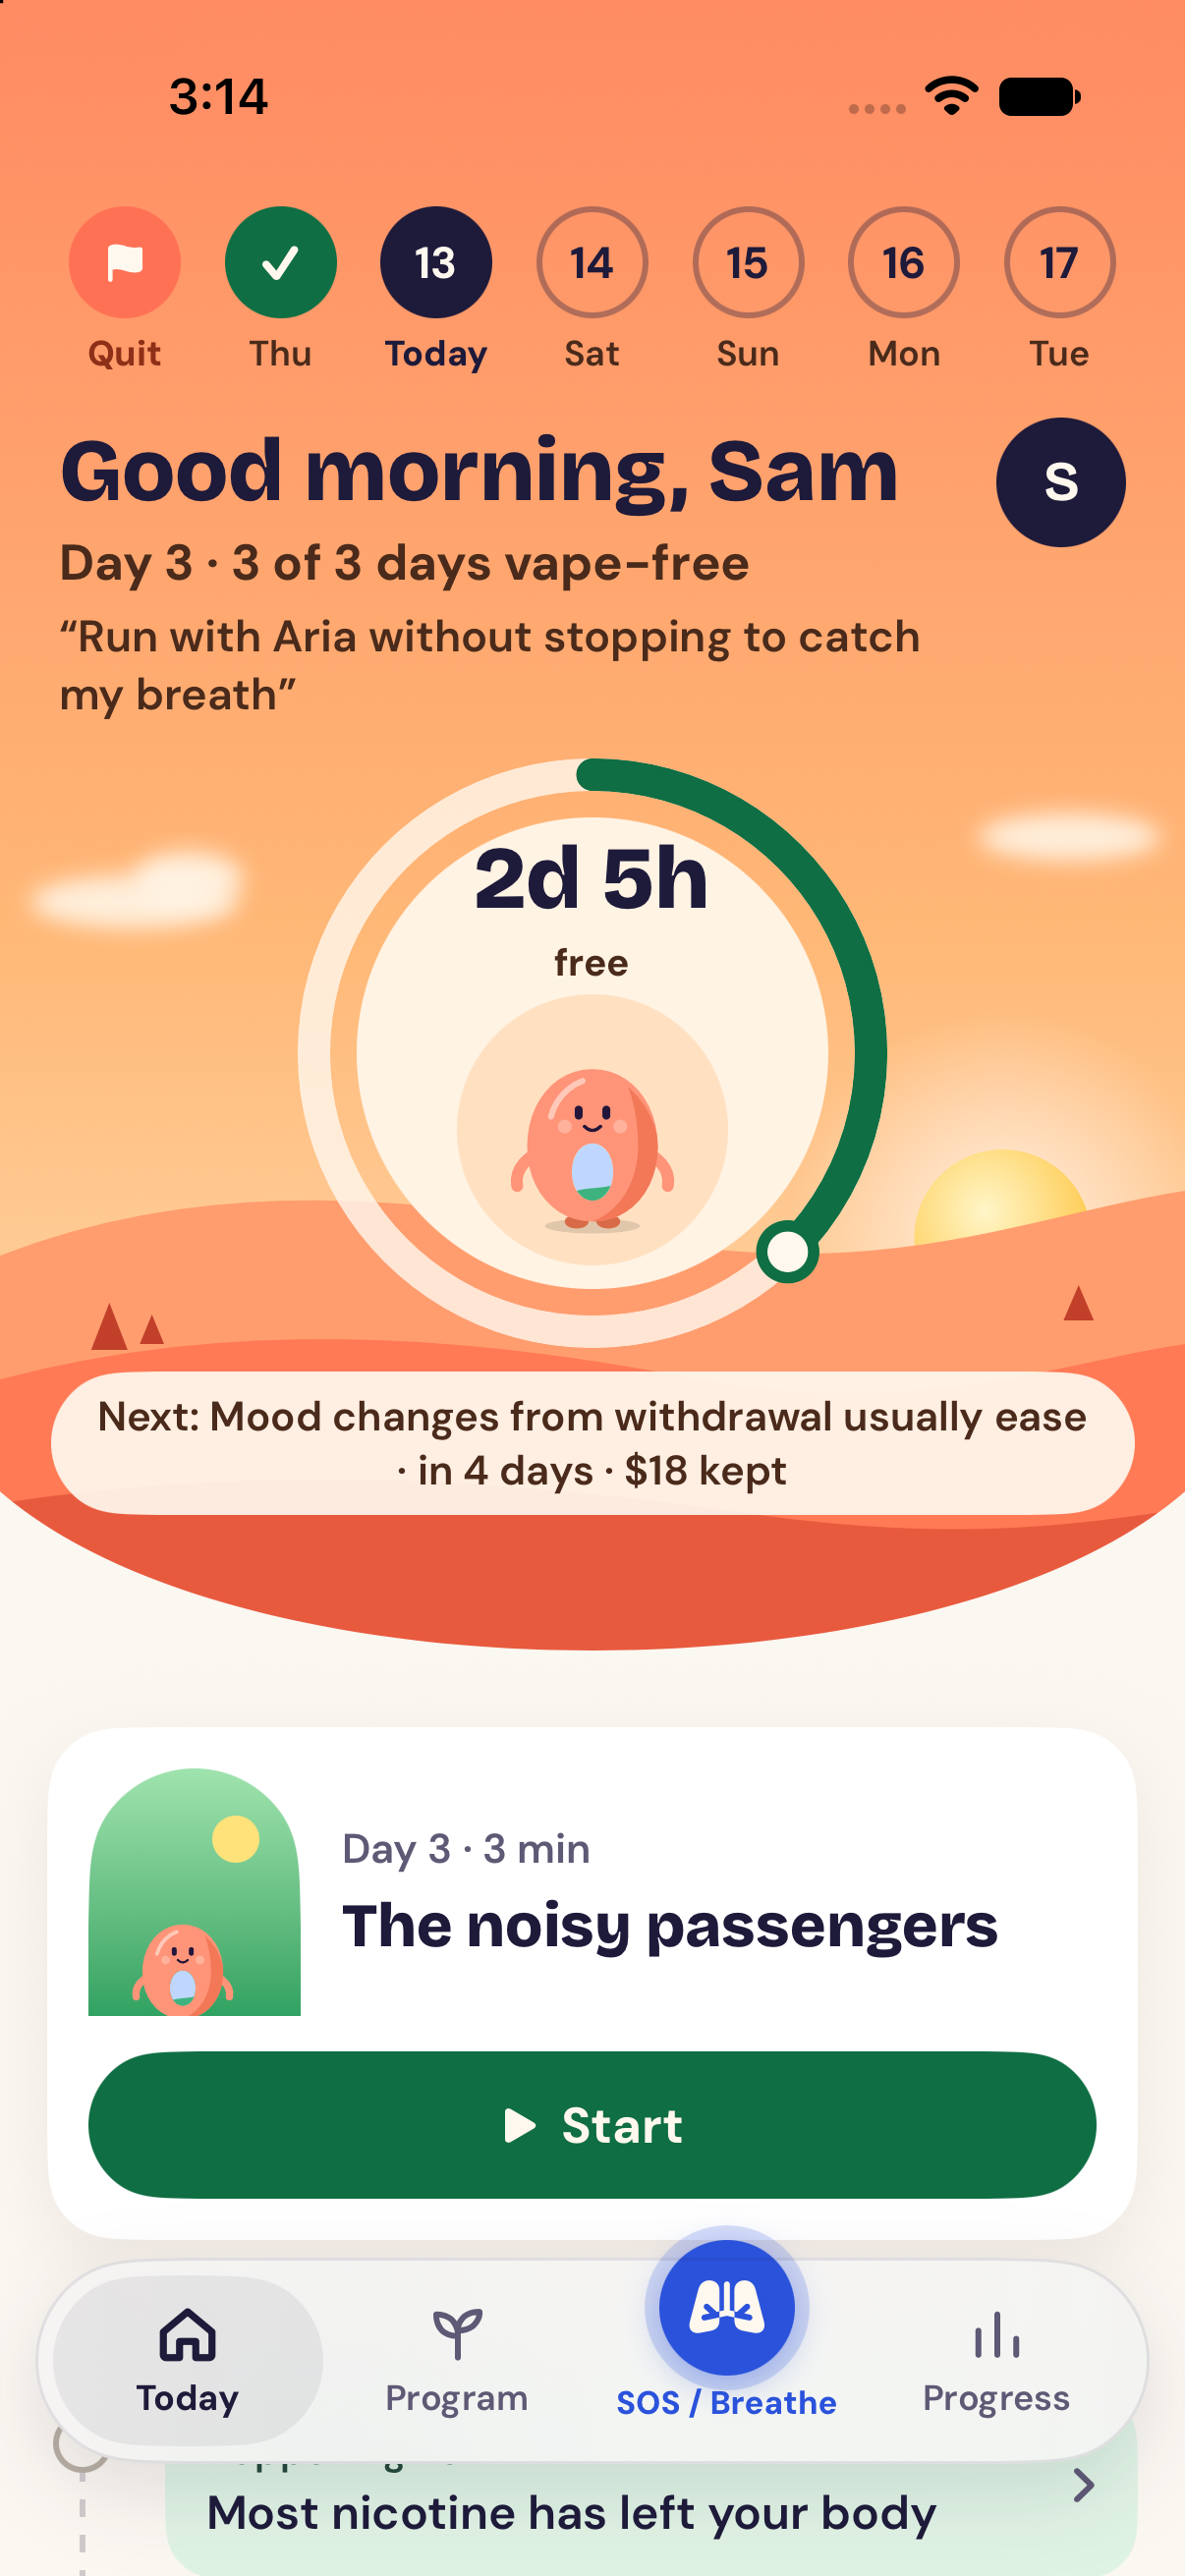 3:14
13 14 15 16 17
Quit Thu Today Sat Sun Mon Tue
Good morning, Sam
S
Day 3 · 3 of 3 days vape-free
“Run with Aria without stopping to catch
my breath”
2d 5h
free
Next: Mood changes from withdrawal usually ease
· in 4 days · $18 kept
Day 3 · 3 min
The noisy passengers
Start
Today Program SOS / Breathe Progress
Most nicotine has left your body